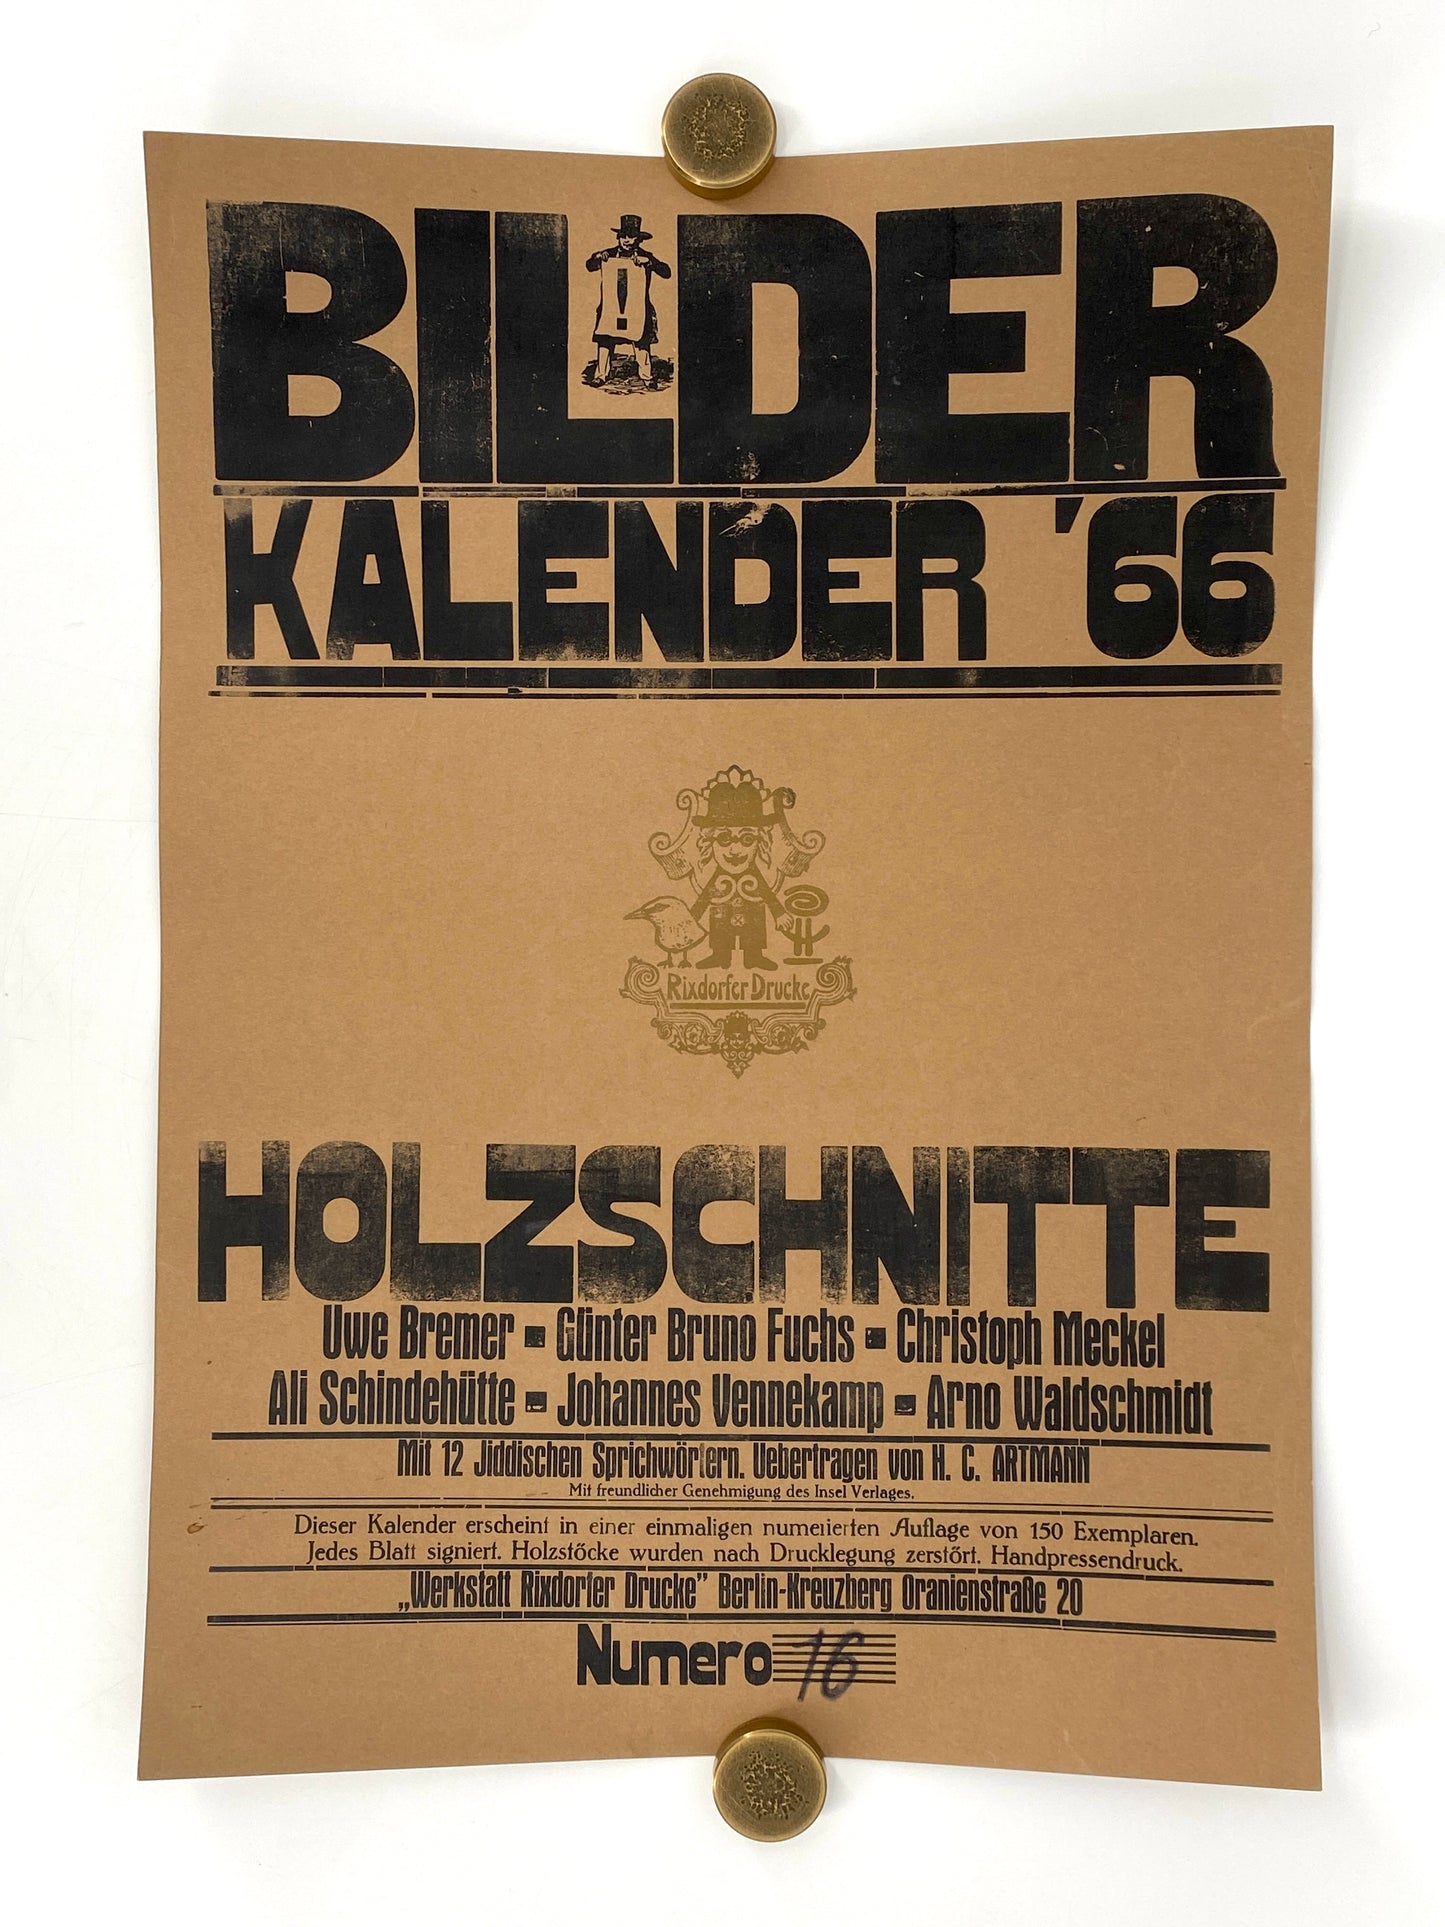 BILDER
!
KALENDER '66
Rixdorfer Drucke
HOLZSCHNITTE
Uwe Bremer ▪ Günter Bruno Fuchs ▪ Christoph Meckel
Ali Schindehütte ▪ Johannes Vennekamp ▪ Arno Waldschmidt
Mit 12 Jiddischen Sprichwörtern. Uebertragen von H. C. ARTMANN
Mit freundlicher Genehmigung des Insel Verlages.
Dieser Kalender erscheint in einer einmaligen numerierten Auflage von 150 Exemplaren.
Jedes Blatt signiert. Holzstöcke wurden nach Drucklegung zerstört. Handpressendruck.
„Werkstatt Rixdorfer Drucke” Berlin-Kreuzberg Oranienstraße 20
Numero 16